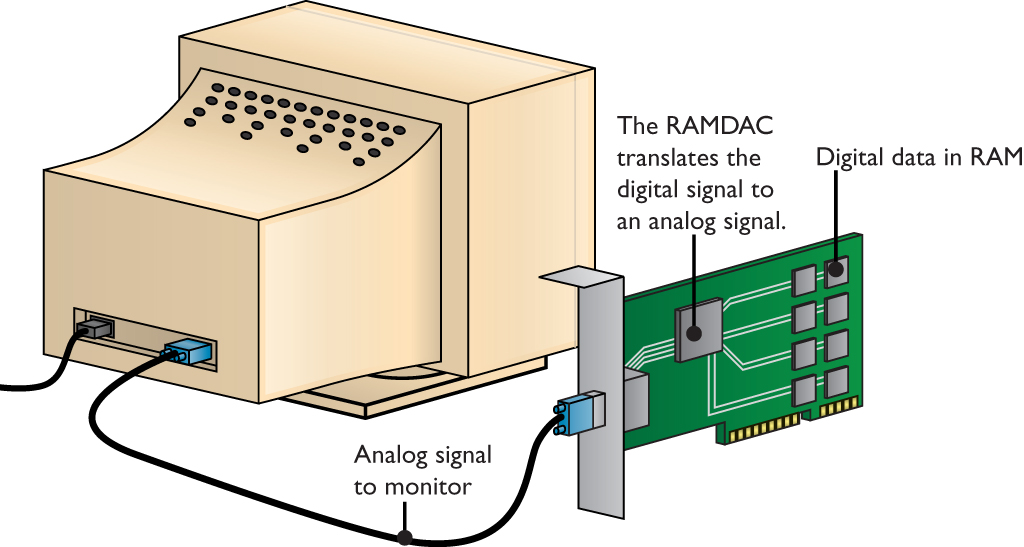 The RAMDAC
translates the
digital signal to
an analog signal.
Digital data in RAM
Analog signal
to monitor